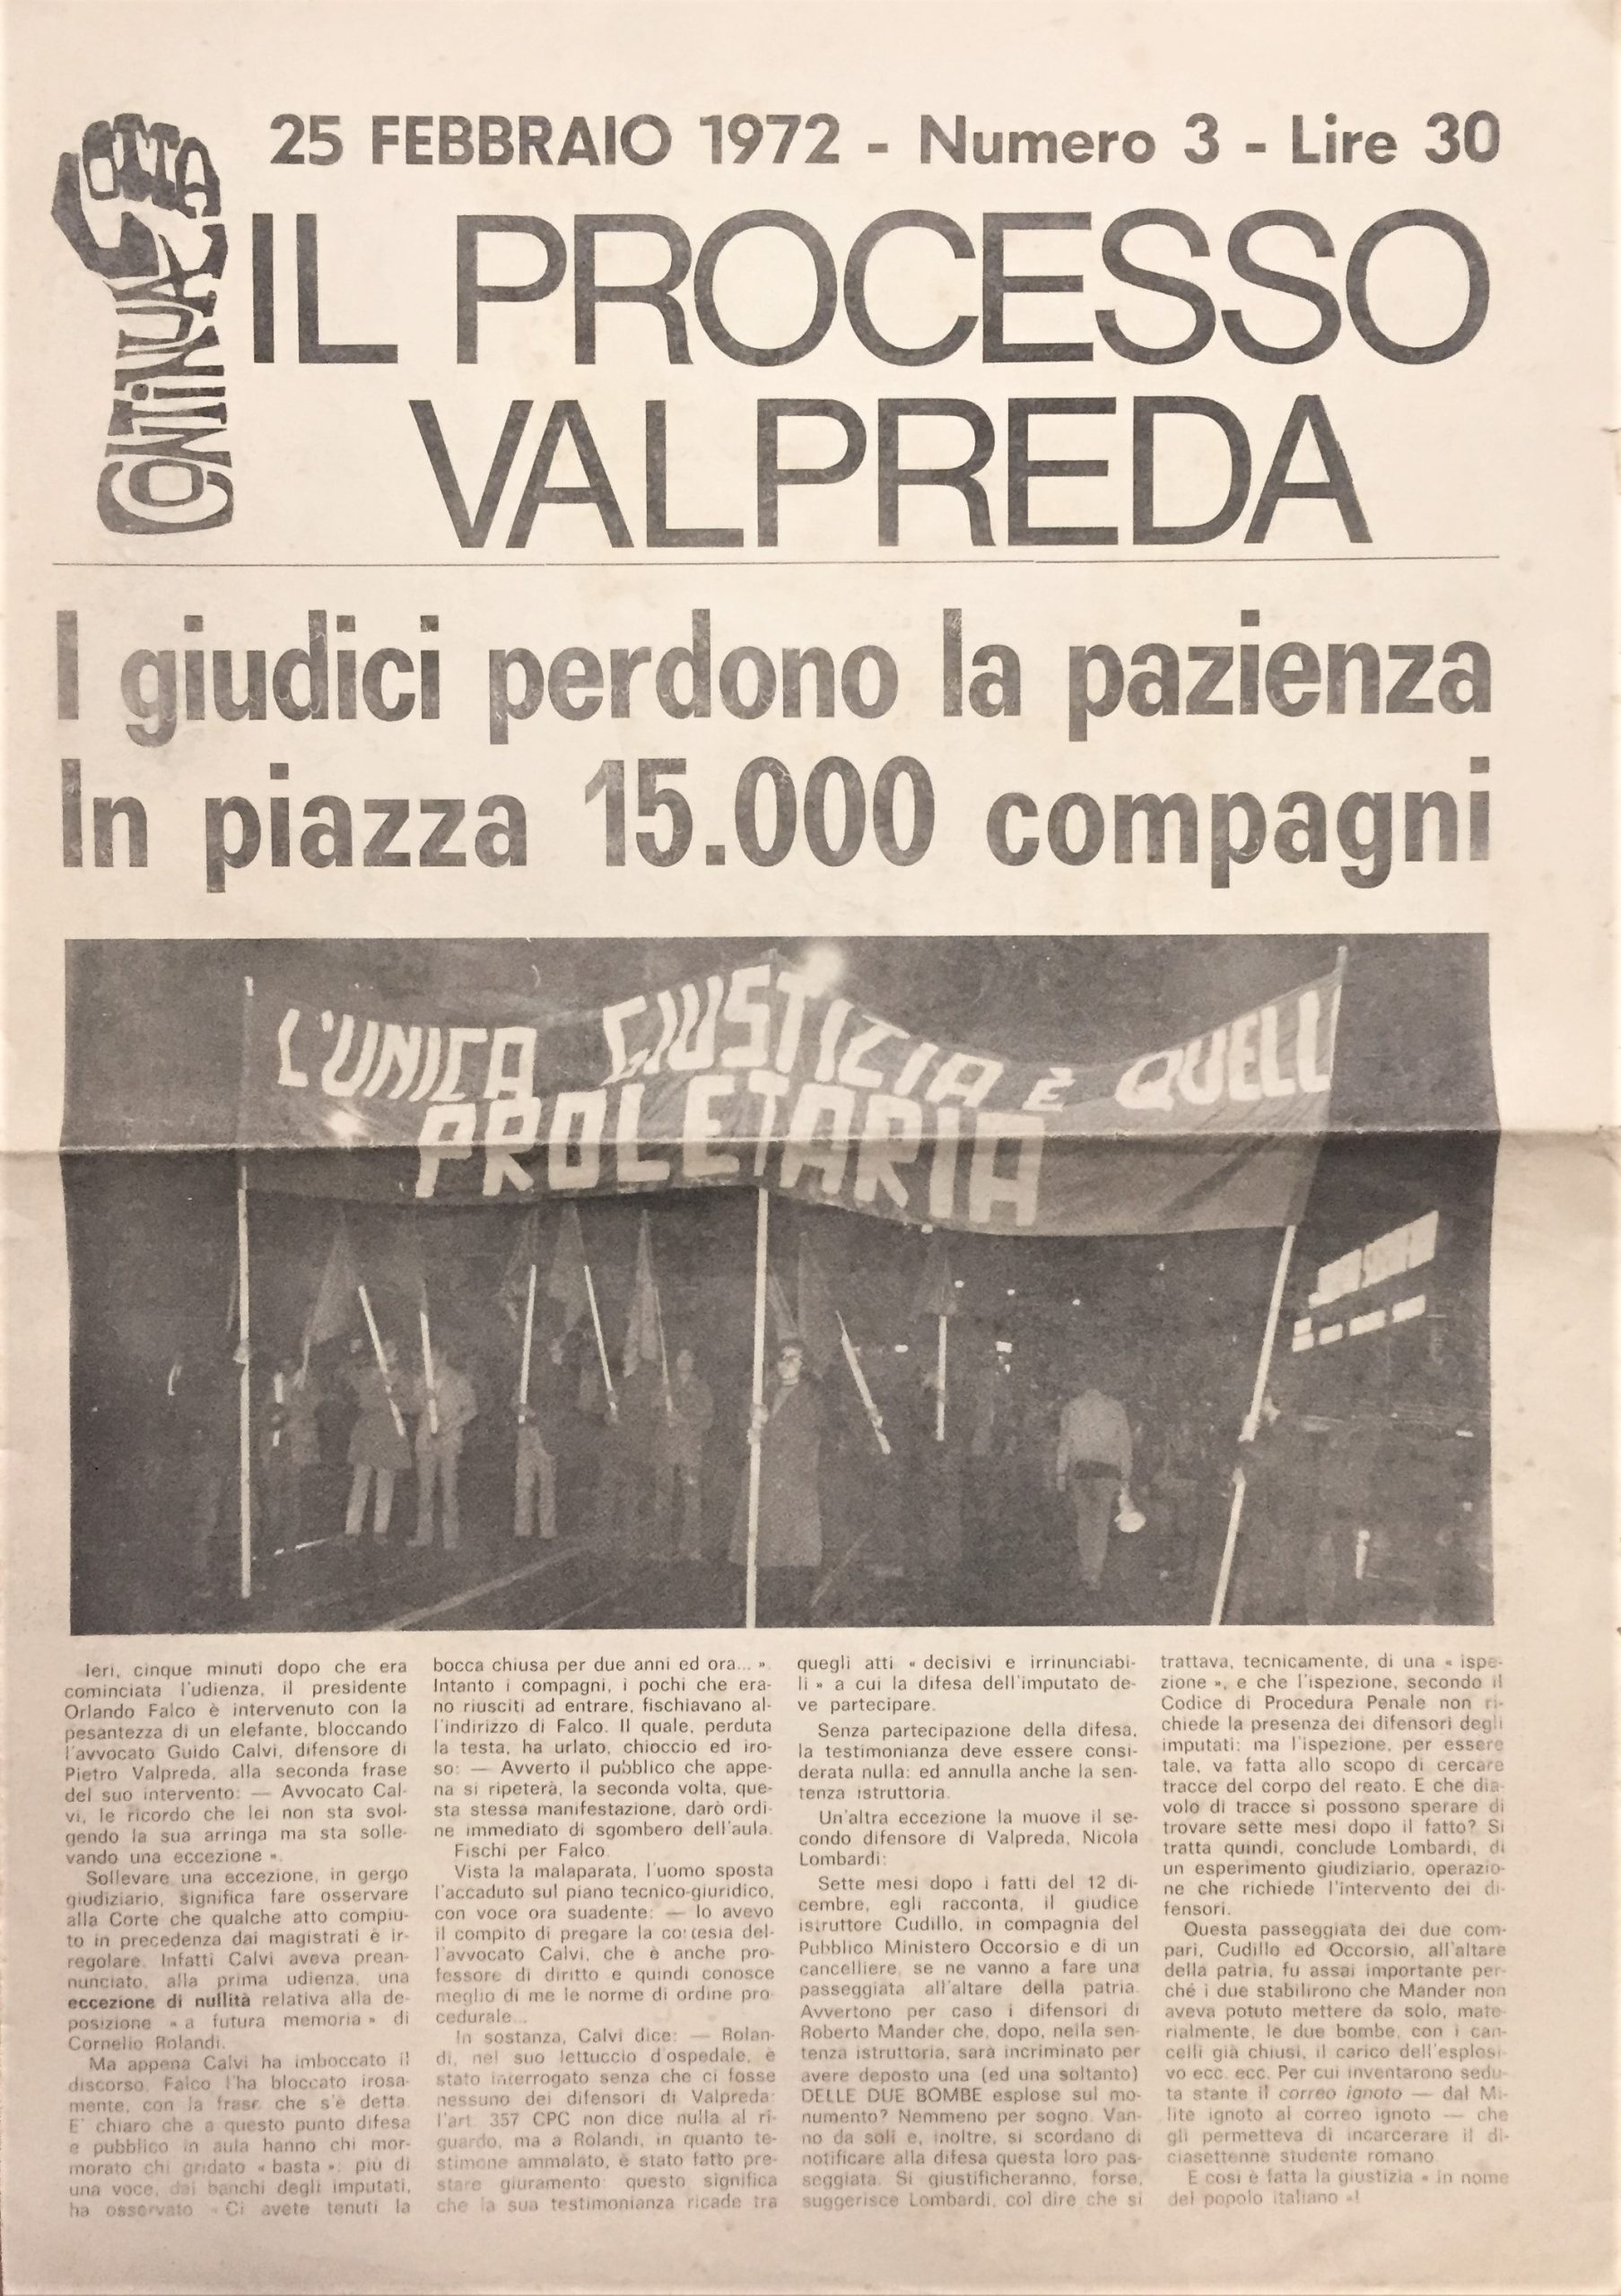 LOTTA
CONTINUA
25 FEBBRAIO 1972 - Numero 3 - Lire 30
IL PROCESSO
VALPREDA
I giudici perdono la pazienza
In piazza 15.000 compagni
L'UNICA GIUSTIZIA È QUELL
PROLETARIA
Ieri, cinque minuti dopo che era
cominciata l'udienza, il presidente
Orlando Falco è intervenuto con la
pesantezza di un elefante, bloccando
l'avvocato Guido Calvi, difensore di
Pietro Valpreda, alla seconda frase
del suo intervento: — Avvocato Cal-
vi, le ricordo che lei non sta svol-
gendo la sua arringa ma sta solle-
vando una eccezione ».
Sollevare una eccezione, in gergo
giudiziario, significa fare osservare
alla Corte che qualche atto compiu-
to in precedenza dai magistrati è ir-
regolare. Infatti Calvi aveva prean-
nunciato, alla prima udienza, una
eccezione di nullità relativa alla de-
posizione « a futura memoria » di
Cornelio Rolandi.
Ma appena Calvi ha imboccato il
discorso, Falco l'ha bloccato irosa-
mente, con la frase che s'è detta.
E' chiaro che a questo punto difesa
e pubblico in aula hanno chi mor-
morato chi gridato « basta »: più di
una voce, dai banchi degli imputati,
ha osservato « Ci avete tenuti la
bocca chiusa per due anni ed ora... ».
Intanto i compagni, i pochi che era-
no riusciti ad entrare, fischiavano al-
l'indirizzo di Falco. Il quale, perduta
la testa, ha urlato, chioccio ed iro-
so: — Avverto il pubblico che appe-
na si ripeterà, la seconda volta, que-
sta stessa manifestazione, darò ordi-
ne immediato di sgombero dell'aula.
Fischi per Falco.
Vista la malaparata, l'uomo sposta
l'accaduto sul piano tecnico-giuridico,
con voce ora suadente: — Io avevo
il compito di pregare la cortesia del-
l'avvocato Calvi, che è anche pro-
fessore di diritto e quindi conosce
meglio di me le norme di ordine pro
cedurale...
In sostanza, Calvi dice: — Rolan-
di, nel suo lettuccio d'ospedale, è
stato interrogato senza che ci fosse
nessuno dei difensori di Valpreda:
l'art. 357 CPC non dice nulla al ri-
guardo, ma a Rolandi, in quanto te-
stimone ammalato, è stato fatto pre-
stare giuramento: questo significa
che la sua testimonianza ricade tra
quegli atti « decisivi e irrinunciabi-
li » a cui la difesa dell'imputato de-
ve partecipare.
Senza partecipazione della difesa,
la testimonianza deve essere consi-
derata nulla: ed annulla anche la sen-
tenza istruttoria.
Un'altra eccezione la muove il se-
condo difensore di Valpreda, Nicola
Lombardi:
Sette mesi dopo i fatti del 12 di-
cembre, egli racconta, il giudice
istruttore Cudillo, in compagnia del
Pubblico Ministero Occorsio e di un
cancelliere, se ne vanno a fare una
passeggiata all'altare della patria.
Avvertono per caso i difensori di
Roberto Mander che, dopo, nella sen-
tenza istruttoria, sarà incriminato per
avere deposto una (ed una soltanto)
DELLE DUE BOMBE esplose sul mo-
numento? Nemmeno per sogno. Van-
no da soli e, inoltre, si scordano di
notificare alla difesa questa loro pas-
seggiata. Si giustificheranno, forse,
suggerisce Lombardi, col dire che si
trattava, tecnicamente, di una « ispe-
zione », e che l'ispezione, secondo il
Codice di Procedura Penale non ri-
chiede la presenza dei difensori degli
imputati: ma l'ispezione, per essere
tale, va fatta allo scopo di cercare
tracce del corpo del reato. E che dia-
volo di tracce si possono sperare di
trovare sette mesi dopo il fatto? Si
tratta quindi, conclude Lombardi, di
un esperimento giudiziario, operazio-
ne che richiede l'intervento dei di-
fensori.
Questa passeggiata dei due com-
pari, Cudillo ed Occorsio, all'altare
della patria, fu assai importante per-
ché i due stabilirono che Mander non
aveva potuto mettere da solo, mate-
rialmente, le due bombe, con i can-
celli già chiusi, il carico dell'esplosi-
vo ecc. ecc. Per cui inventarono sedu-
ta stante il correo ignoto — dal Mi-
lite ignoto al correo ignoto — che
gli permetteva di incarcerare il di-
ciasettenne studente romano.
E così è fatta la giustizia « in nome
del popolo italiano »!